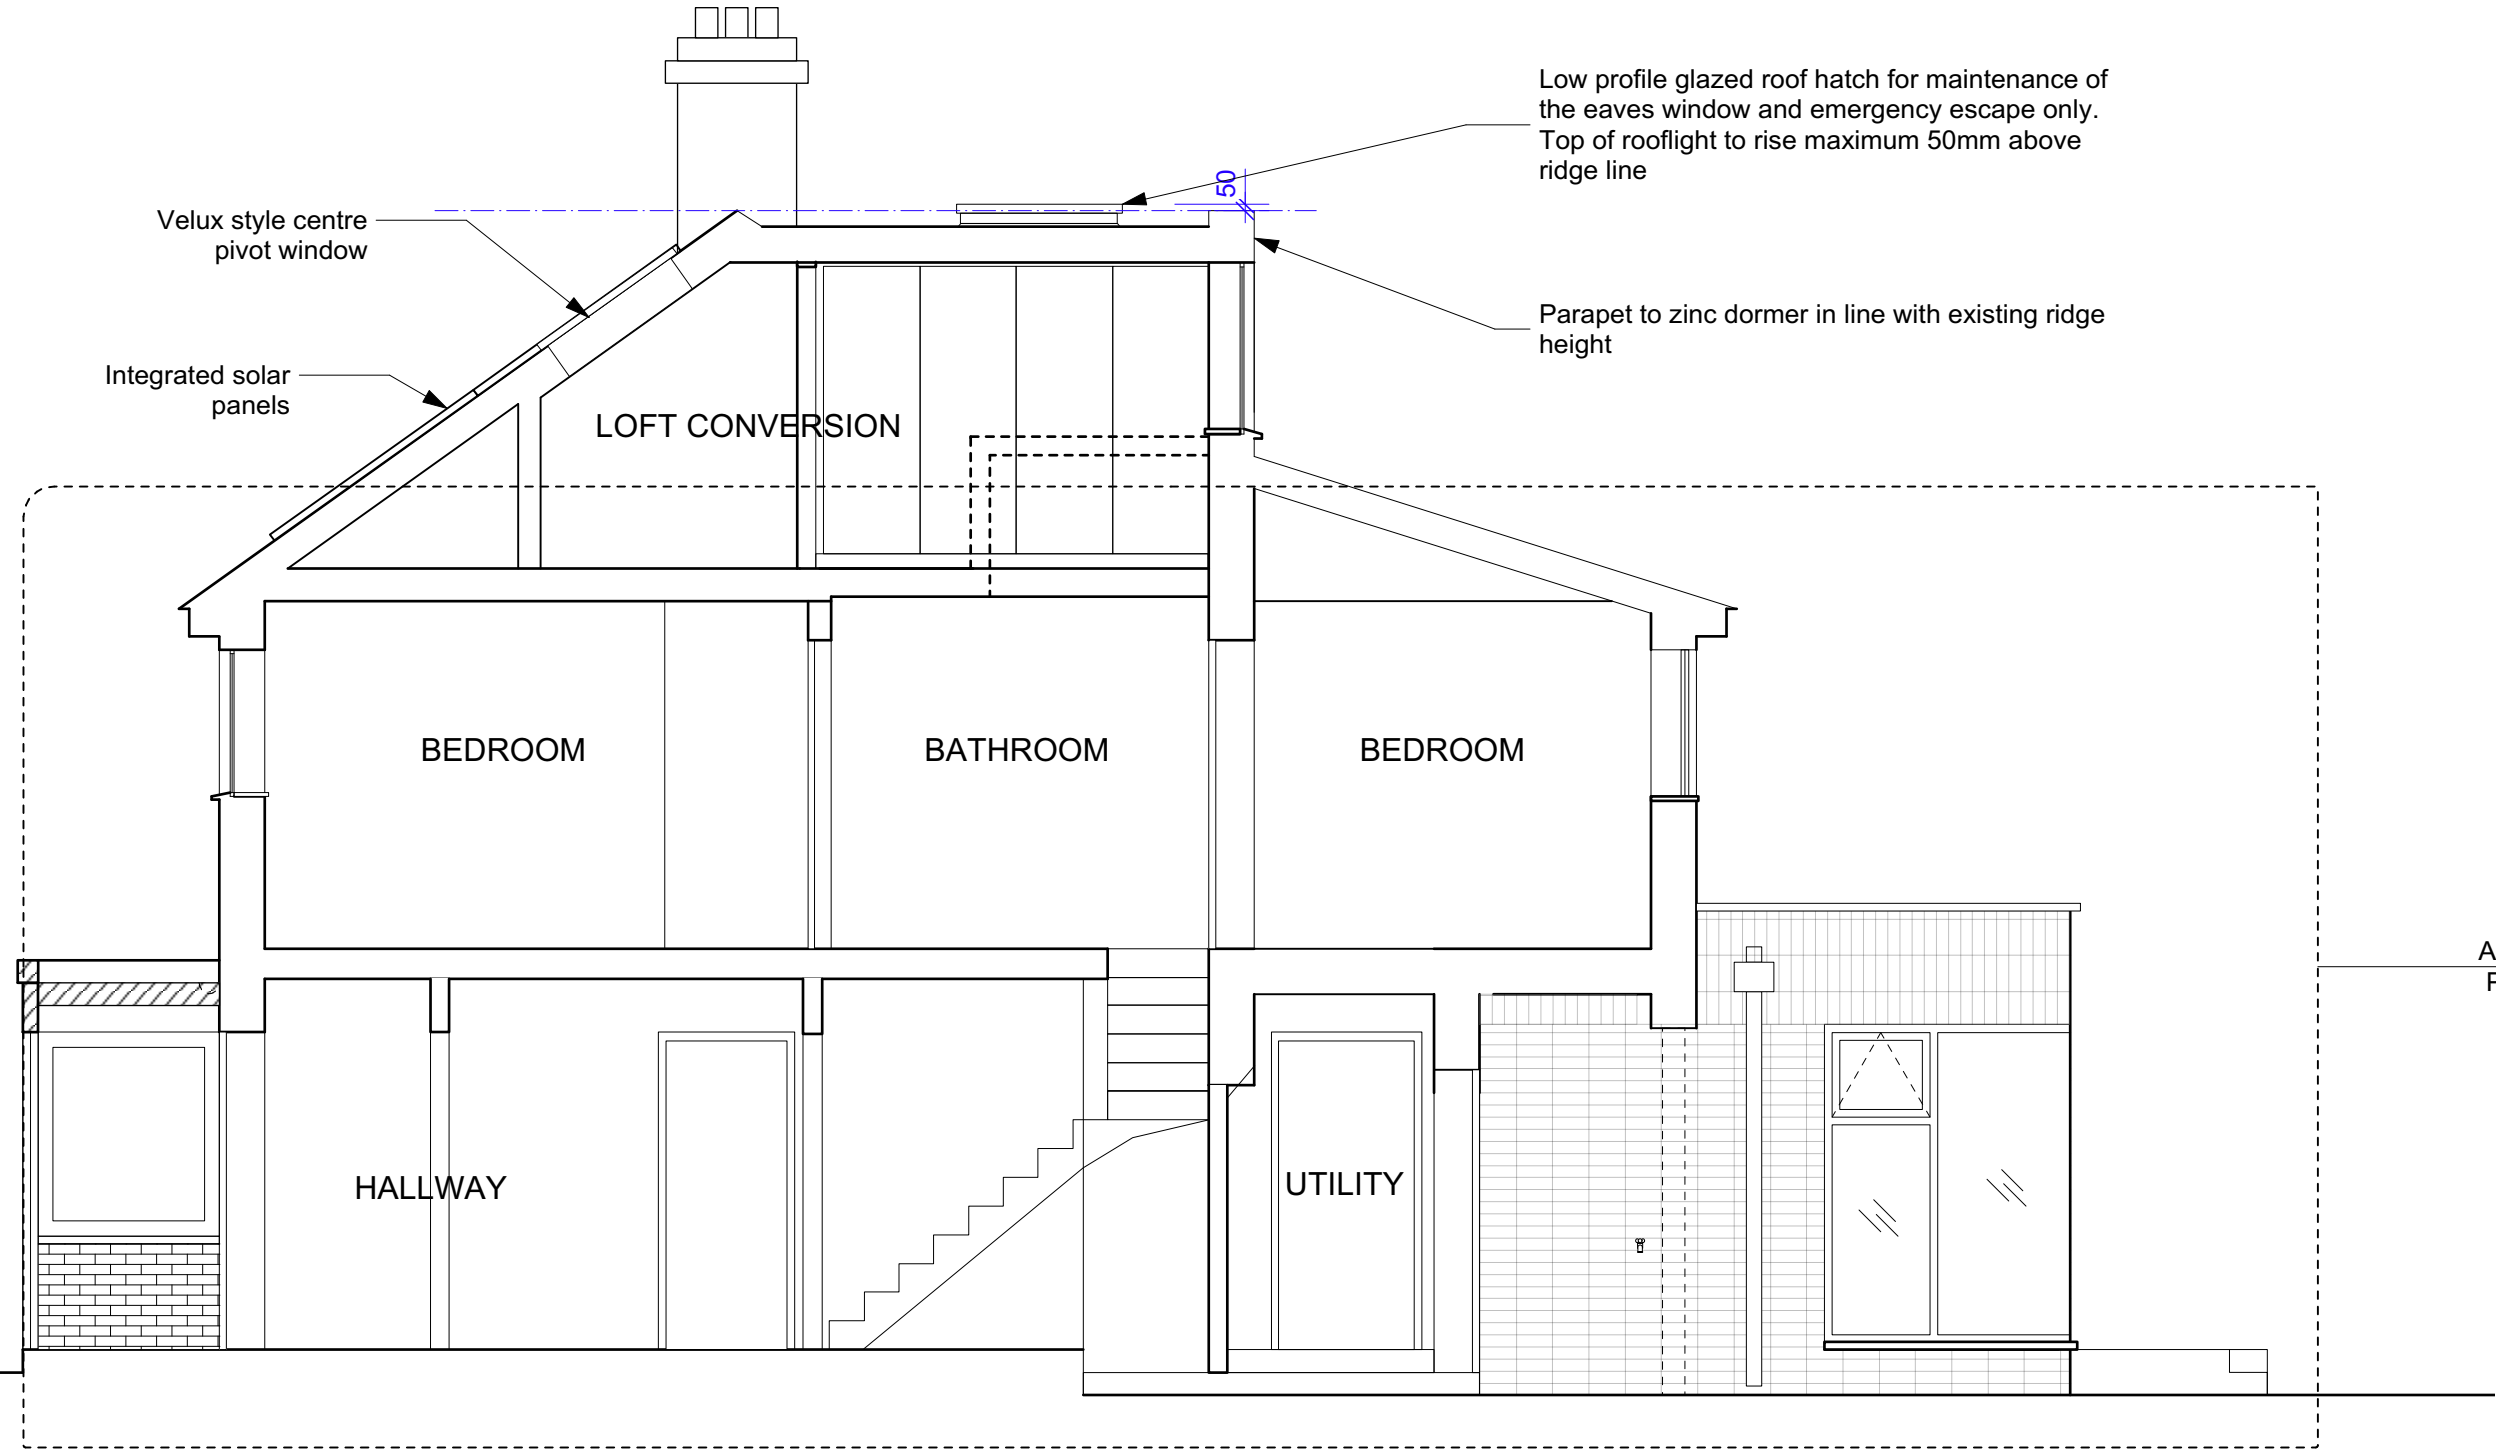 Low profile glazed roof hatch for maintenance of
the eaves window and emergency escape only.
Top of rooflight to rise maximum 50mm above
ridge line
50
Velux style centre
pivot window
Parapet to zinc dormer in line with existing ridge
height
Integrated solar
panels
LOFT CONVERSION
BEDROOM
BATHROOM
BEDROOM
HALLWAY
UTILITY